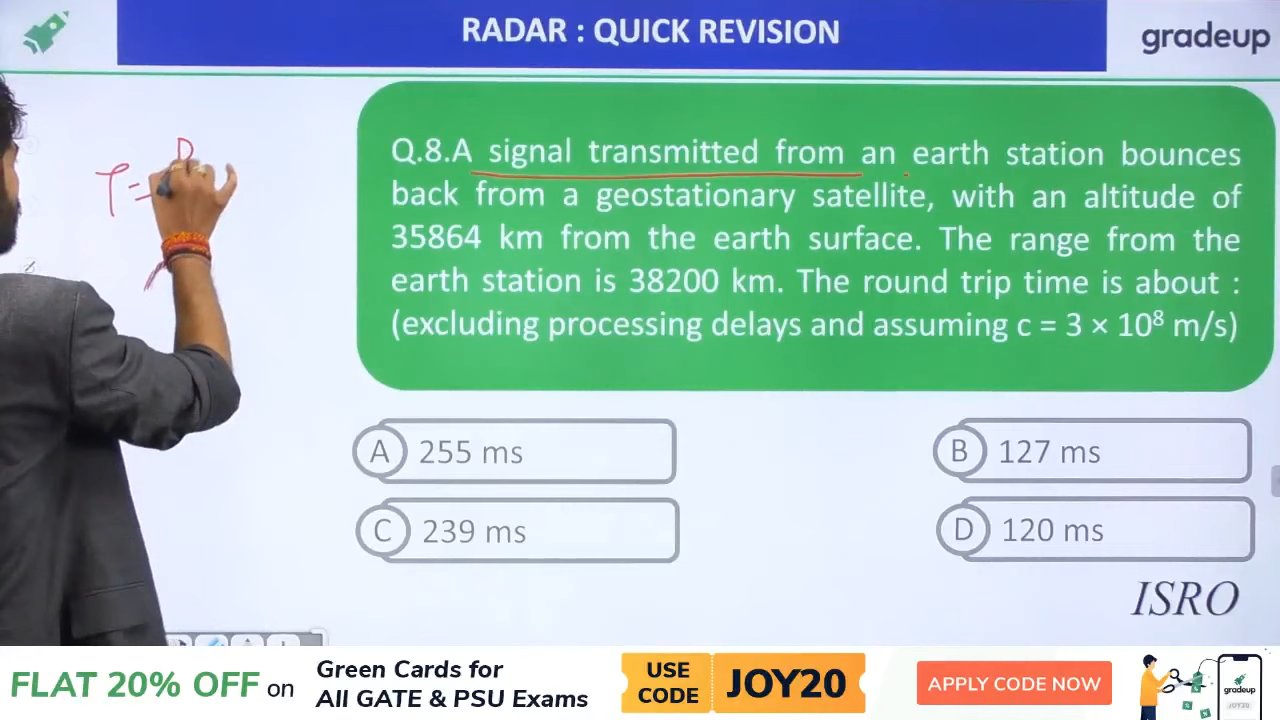 RADAR : QUICK REVISION
gradeup
Q.8.A signal transmitted from an earth station bounces
back from a geostationary satellite, with an altitude of
35864 km from the earth surface. The range from the
earth station is 38200 km. The round trip time is about :
(excluding processing delays and assuming c = 3 × 10⁸ m/s)
A 255 ms
B 127 ms
C 239 ms
D 120 ms
ISRO
FLAT 20% OFF on
Green Cards for
All GATE & PSU Exams
USE
CODE
JOY20
APPLY CODE NOW
gradeup
JOY20